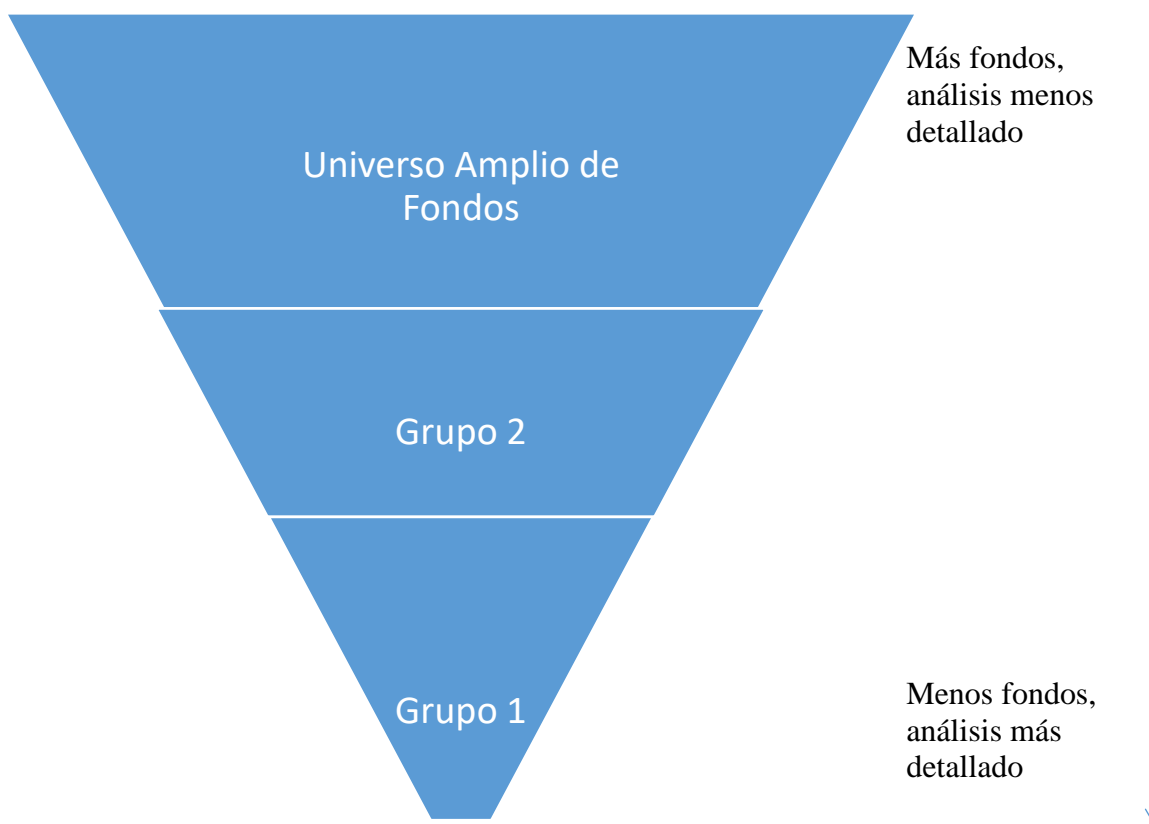 Más fondos,
análisis menos
detallado
Universo Amplio de
Fondos
Grupo 2
Grupo 1
Menos fondos,
análisis más
detallado